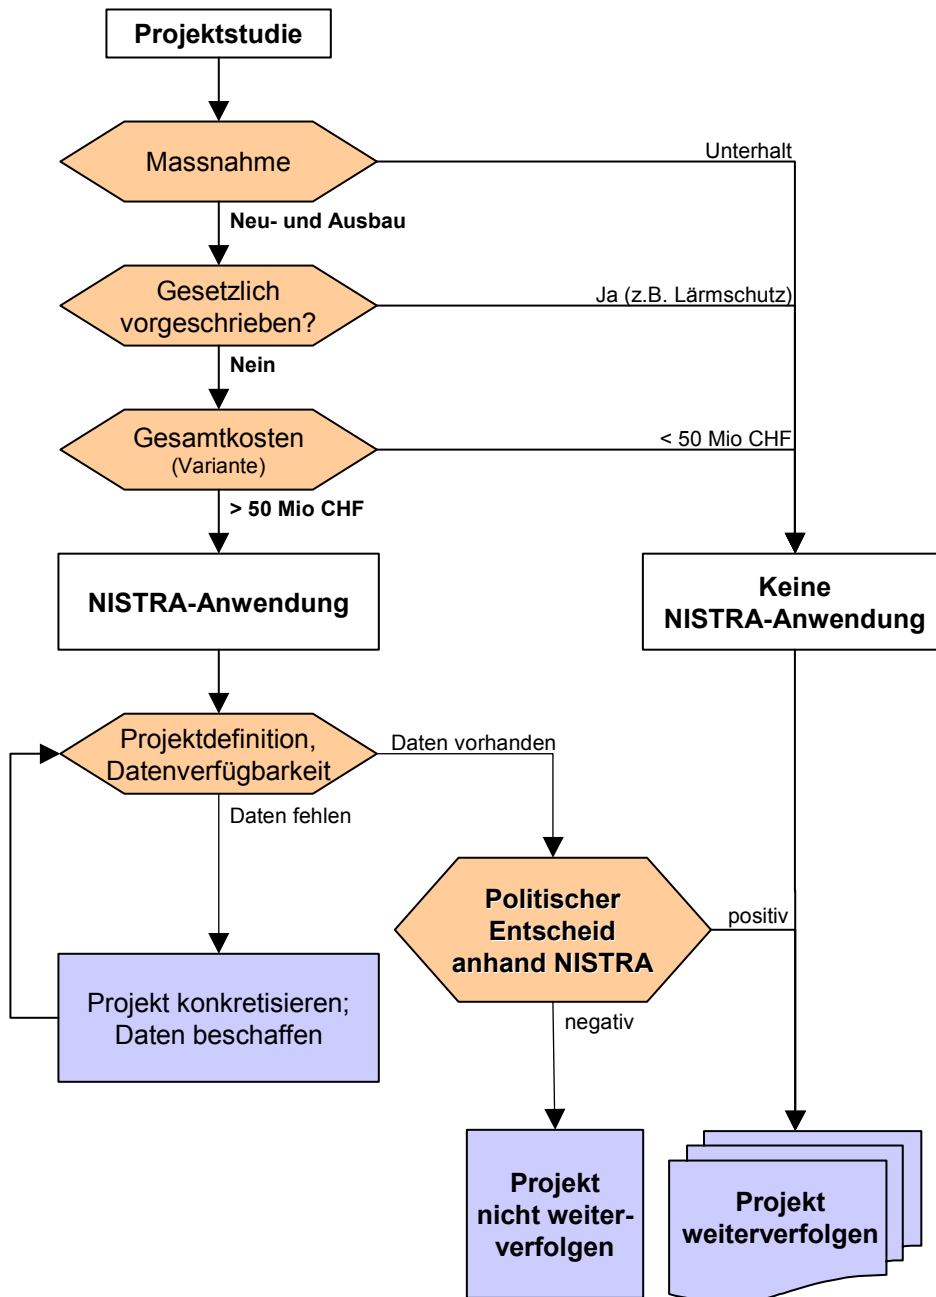 Projektstudie
Massnahme
Unterhalt
Neu- und Ausbau
Gesetzlich
vorgeschrieben?
Ja (z.B. Lärmschutz)
Nein
Gesamtkosten
(Variante)
< 50 Mio CHF
> 50 Mio CHF
NISTRA-Anwendung
Keine
NISTRA-Anwendung
Projektdefinition,
Datenverfügbarkeit
Daten vorhanden
Daten fehlen
Politischer
Entscheid
anhand NISTRA
positiv
negativ
Projekt konkretisieren;
Daten beschaffen
Projekt
nicht weiter-
verfolgen
Projekt
weiterverfolgen